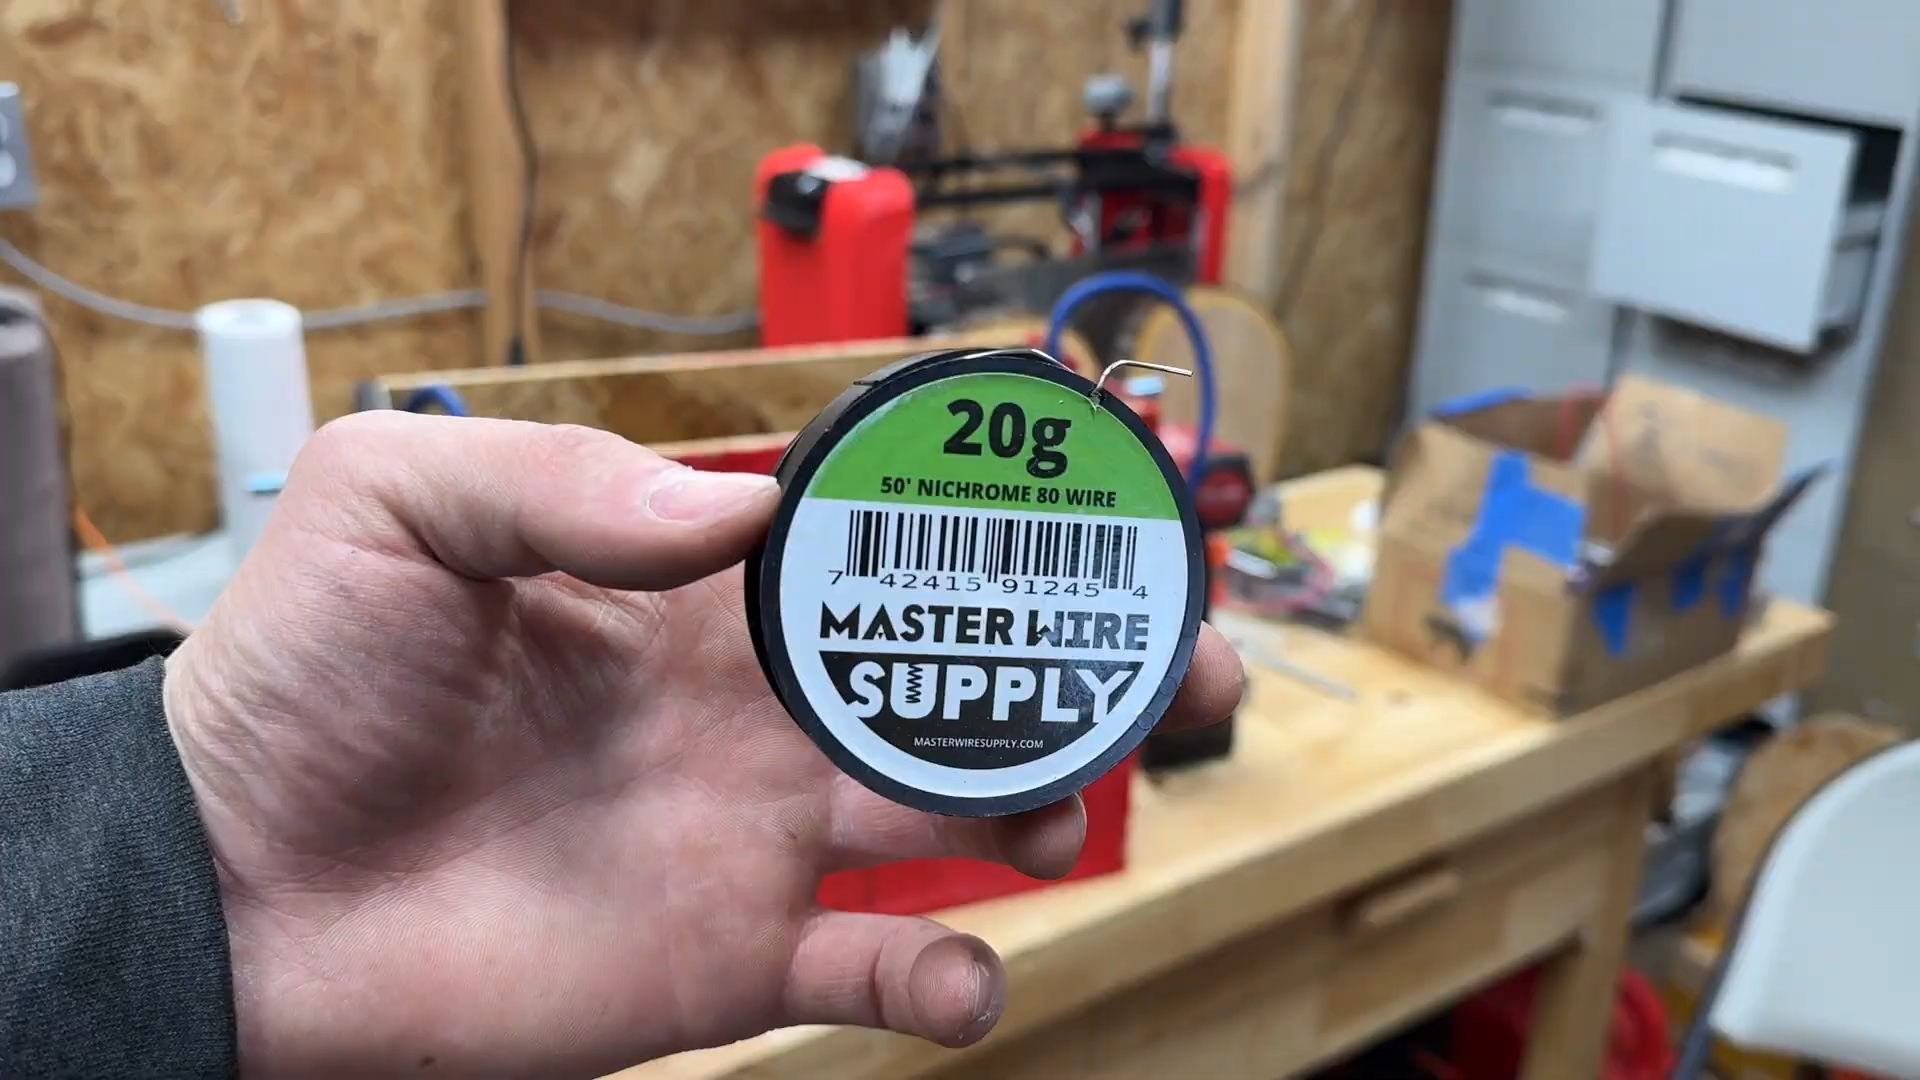 20g
50' NICHROME 80 WIRE
7 42415 91245 4
MASTER WIRE
SUPPLY
MASTERWIRESUPPLY.COM